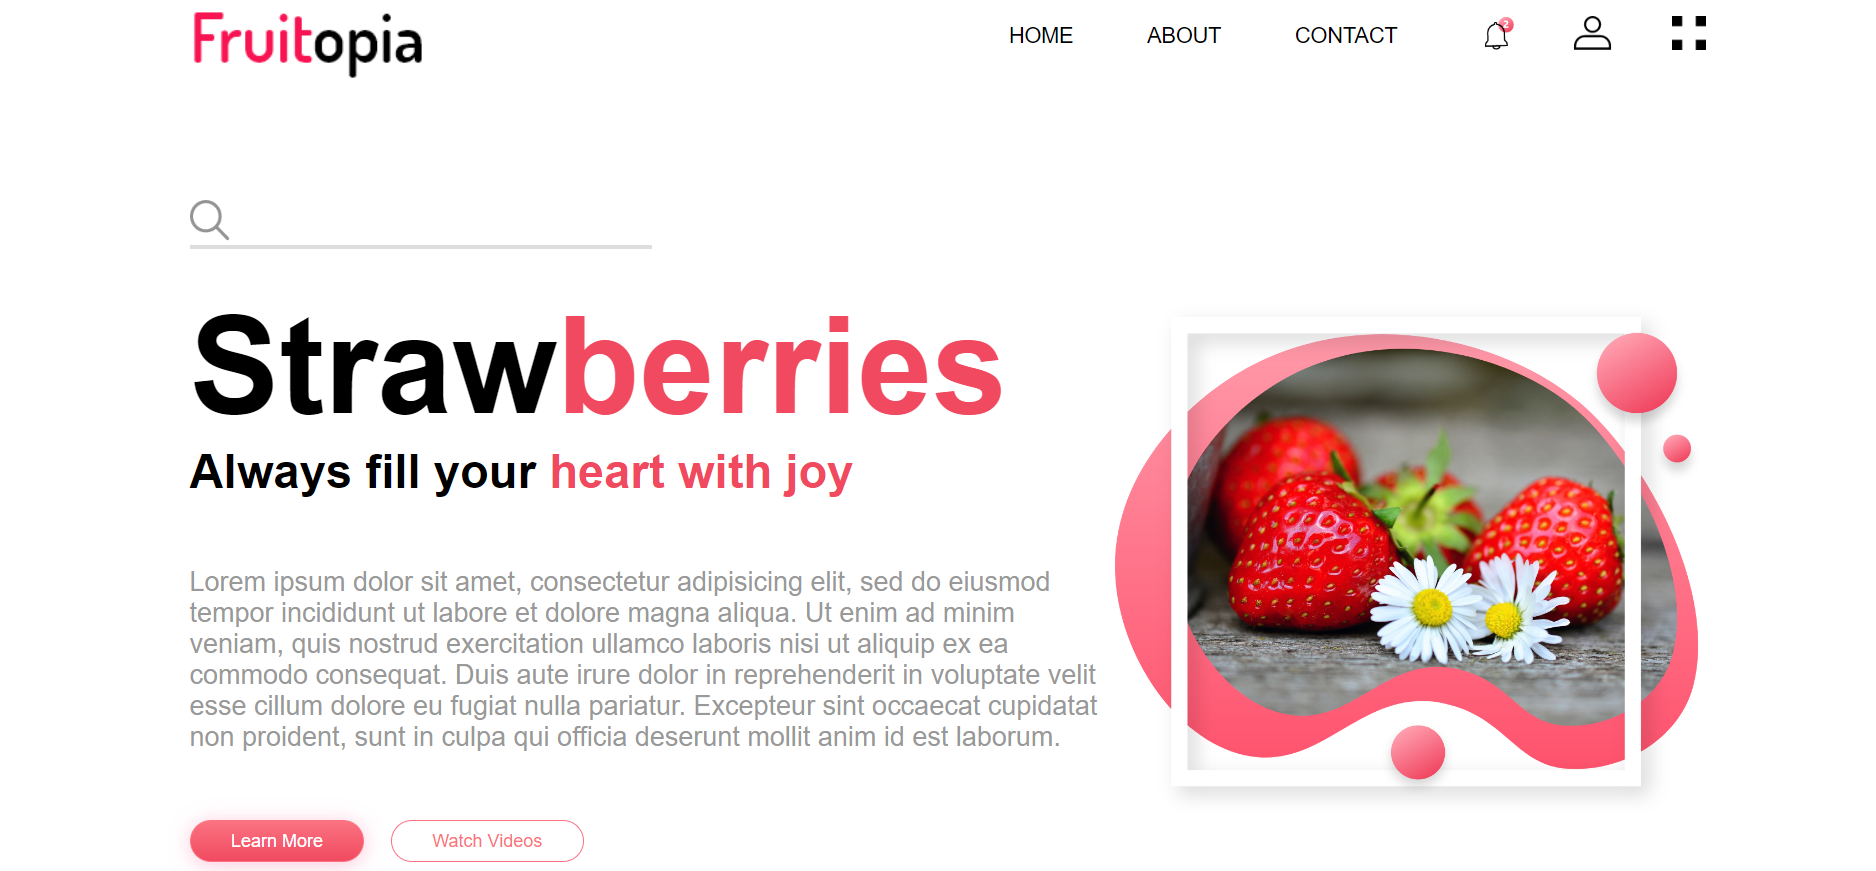 Fruitopia
HOME
ABOUT
CONTACT
2
Strawberries
Always fill your heart with joy
Lorem ipsum dolor sit amet, consectetur adipisicing elit, sed do eiusmod
tempor incididunt ut labore et dolore magna aliqua. Ut enim ad minim
veniam, quis nostrud exercitation ullamco laboris nisi ut aliquip ex ea
commodo consequat. Duis aute irure dolor in reprehenderit in voluptate velit
esse cillum dolore eu fugiat nulla pariatur. Excepteur sint occaecat cupidatat
non proident, sunt in culpa qui officia deserunt mollit anim id est laborum.
Learn More
Watch Videos